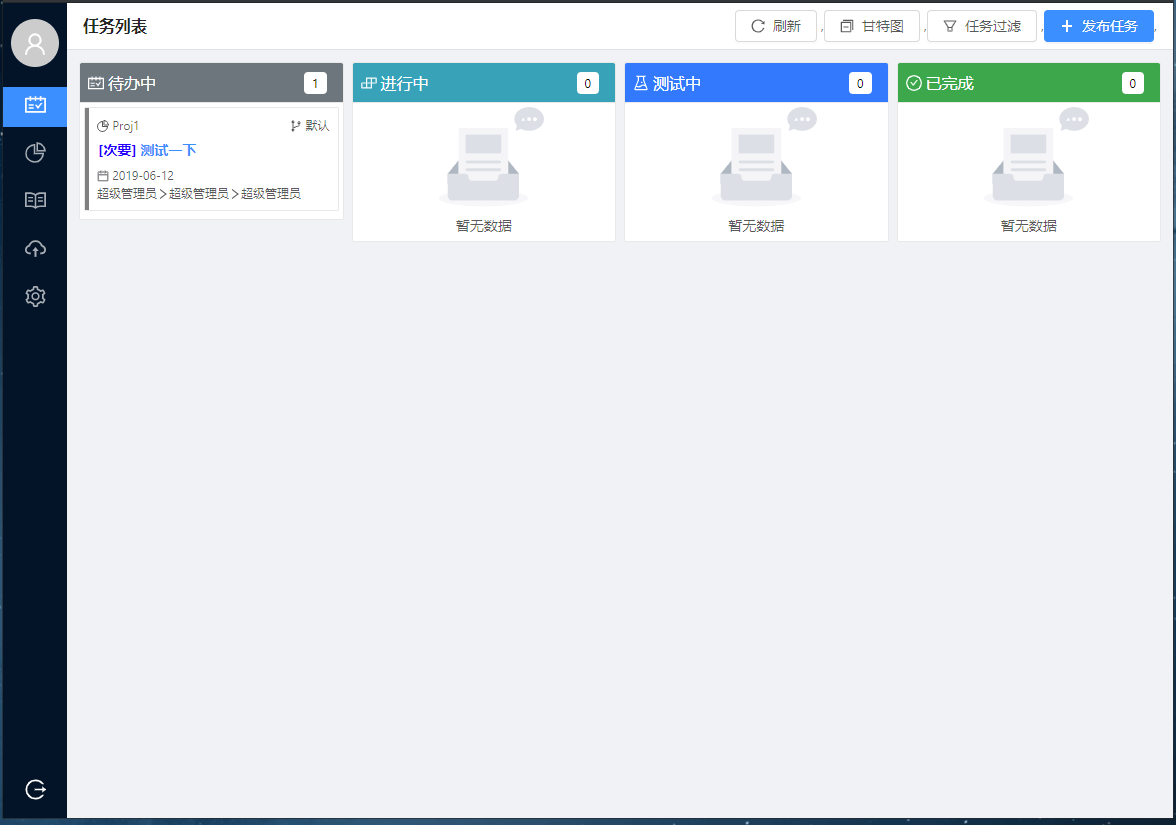 任务列表
刷新 , 甘特图 , 任务过滤 , 发布任务 ,
待办中 1
Proj1 默认
[次要] 测试一下
2019-06-12
超级管理员 > 超级管理员 > 超级管理员
进行中 0
暂无数据
测试中 0
暂无数据
已完成 0
暂无数据